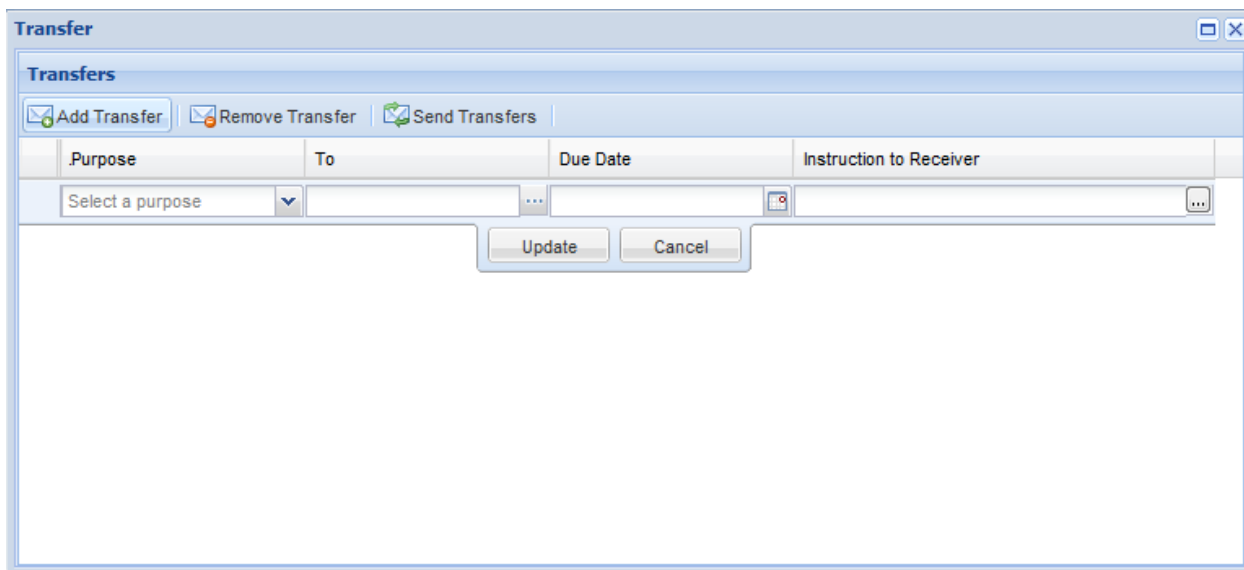 Transfer
Transfers
Add Transfer Remove Transfer Send Transfers
.Purpose To Due Date Instruction to Receiver
Select a purpose ... ...
Update Cancel